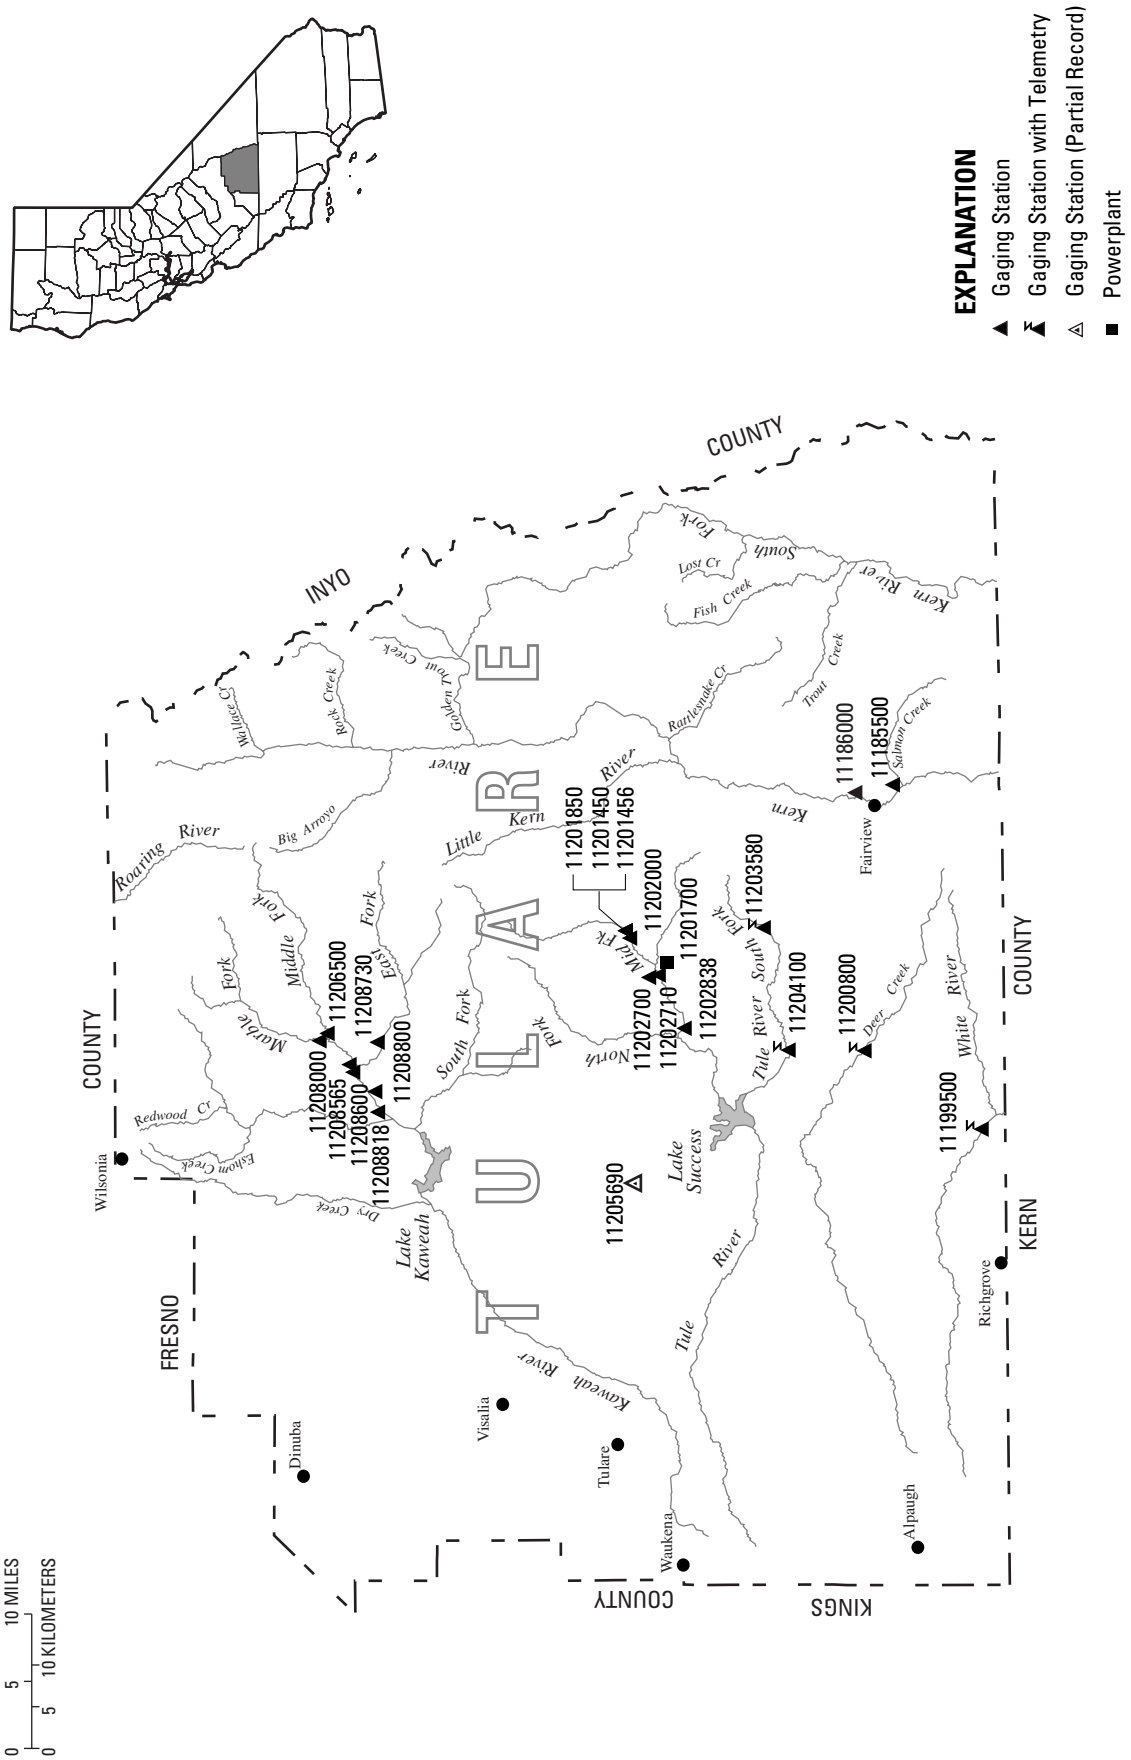 0 5 10 MILES
0 5 10 KILOMETERS
EXPLANATION
Gaging Station
Gaging Station with Telemetry
Gaging Station (Partial Record)
Powerplant
FRESNO
COUNTY
INYO
COUNTY
KERN
COUNTY
KINGS
COUNTY
TULARE
Wilsonia
Dinuba
Visalia
Tulare
Waukena
Alpaugh
Richgrove
Fairview
Roaring River
Big Arroyo
Wallace Cr
Rock Creek
Golden Trout Creek
River
Kern
Little Kern River
Rattlesnake Cr
Lost Cr
Fish Creek
South Fork
Kern River
Trout Creek
Salmon Creek
Redwood Cr
Eshom Creek
Dry Creek
Marble Fork
Middle Fork
East Fork
South Fork
Lake
Kaweah
Kaweah River
North Fork
Mid Fk
South Fork
Tule River
Lake
Success
Tule River
Deer Creek
White River
11206500
11208730
11208000
11208565
11208600
11208818
11208800
11201850
11201450
11201456
11202000
11201700
11202700
11202710
11202838
11203580
11204100
11205690
11200800
11199500
11186000
11185500